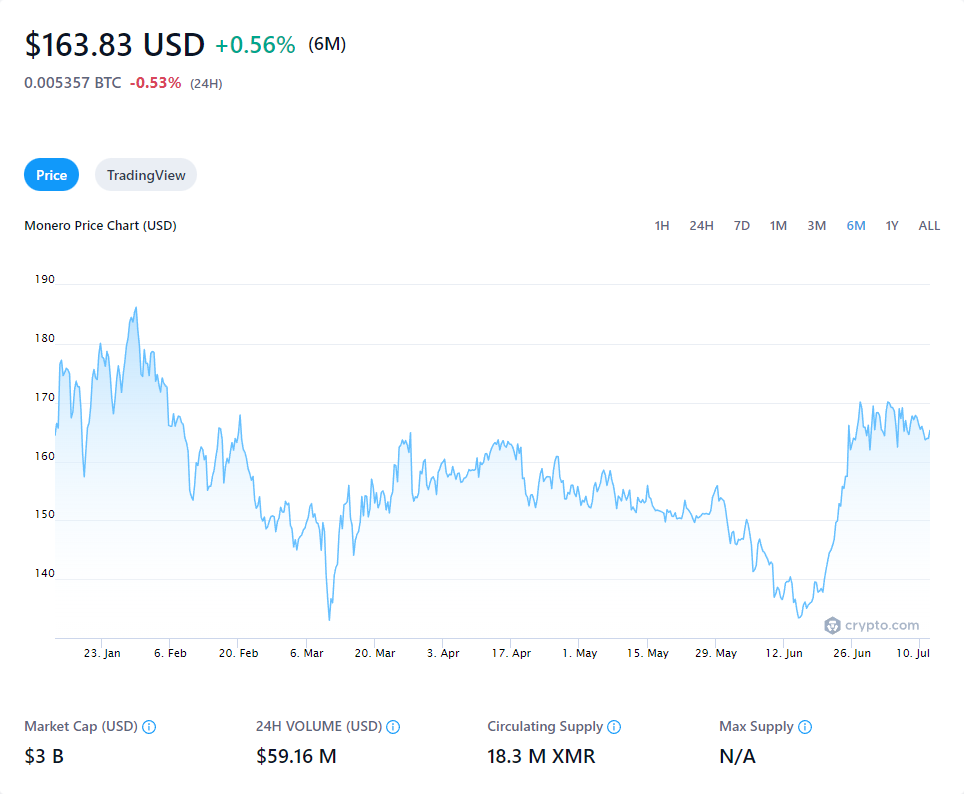 $163.83 USD +0.56% (6M)
0.005357 BTC -0.53% (24H)
Price TradingView
Monero Price Chart (USD) 1H 24H 7D 1M 3M 6M 1Y ALL
190
180
170
160
150
140
crypto.com
23. Jan 6. Feb 20. Feb 6. Mar 20. Mar 3. Apr 17. Apr 1. May 15. May 29. May 12. Jun 26. Jun 10. Jul
Market Cap (USD) 24H VOLUME (USD) Circulating Supply Max Supply
$3 B $59.16 M 18.3 M XMR N/A